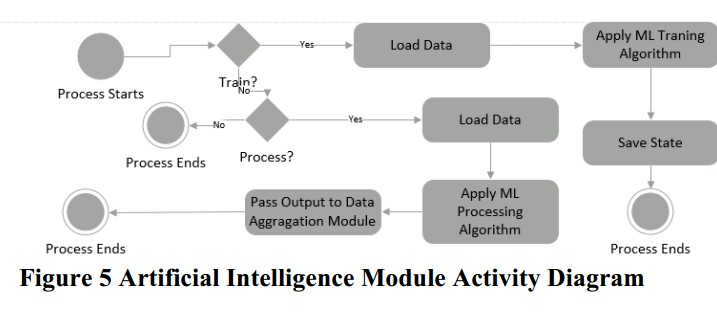 Yes
Load Data
Apply ML Traning
Algorithm
Process Starts
Train?
No
No
Yes
Load Data
Save State
Process Ends
Process?
Pass Output to Data
Aggragation Module
Apply ML
Processing
Algorithm
Process Ends
Process Ends
Figure 5 Artificial Intelligence Module Activity Diagram